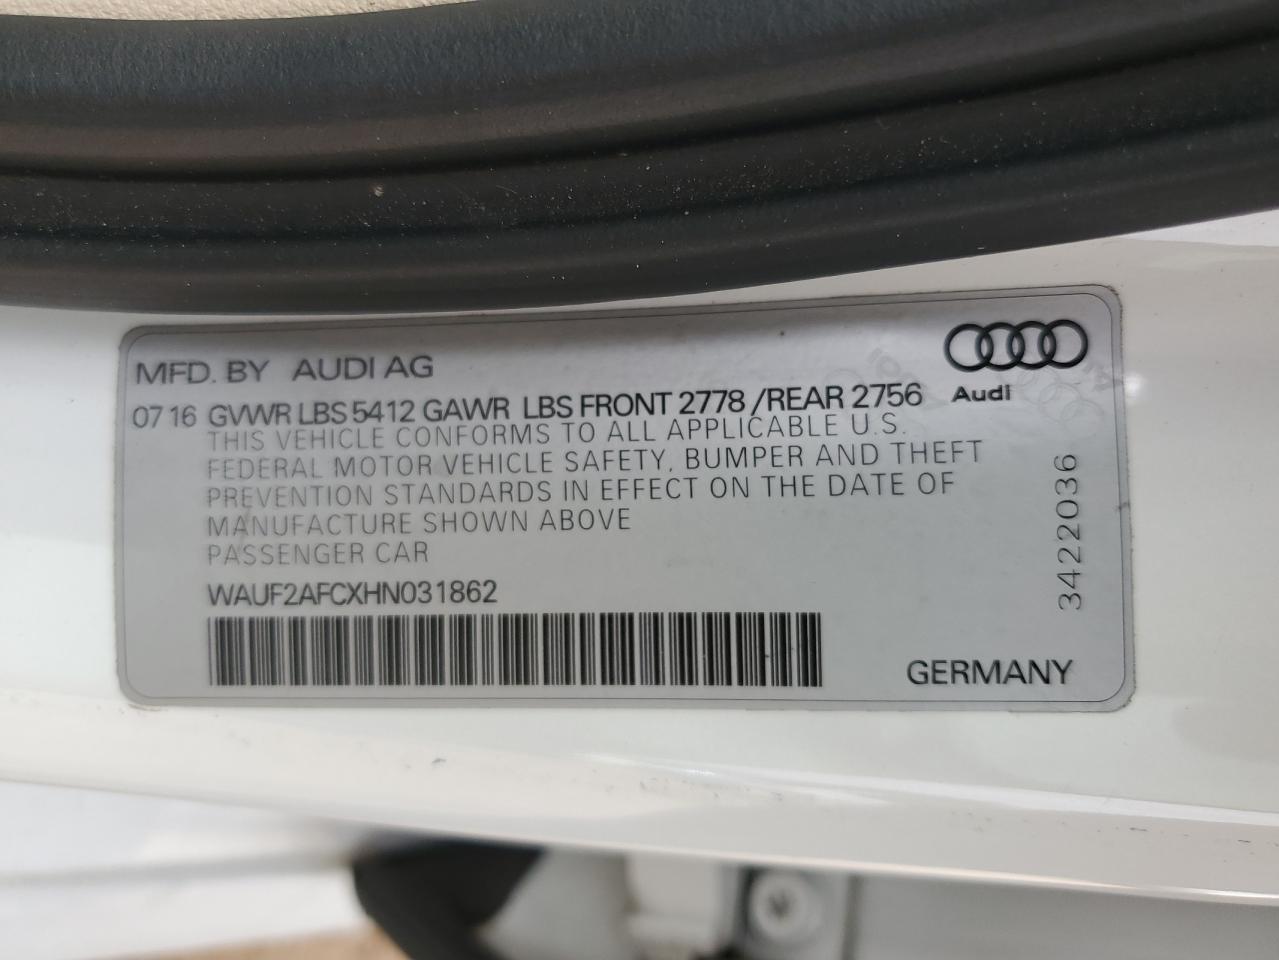 MFD. BY AUDI AG
Audi
07 16 GVWR LBS 5412 GAWR LBS FRONT 2778 /REAR 2756
THIS VEHICLE CONFORMS TO ALL APPLICABLE U.S.
FEDERAL MOTOR VEHICLE SAFETY, BUMPER AND THEFT
PREVENTION STANDARDS IN EFFECT ON THE DATE OF
MANUFACTURE SHOWN ABOVE
PASSENGER CAR
WAUF2AFCXHN031862
GERMANY
34222036